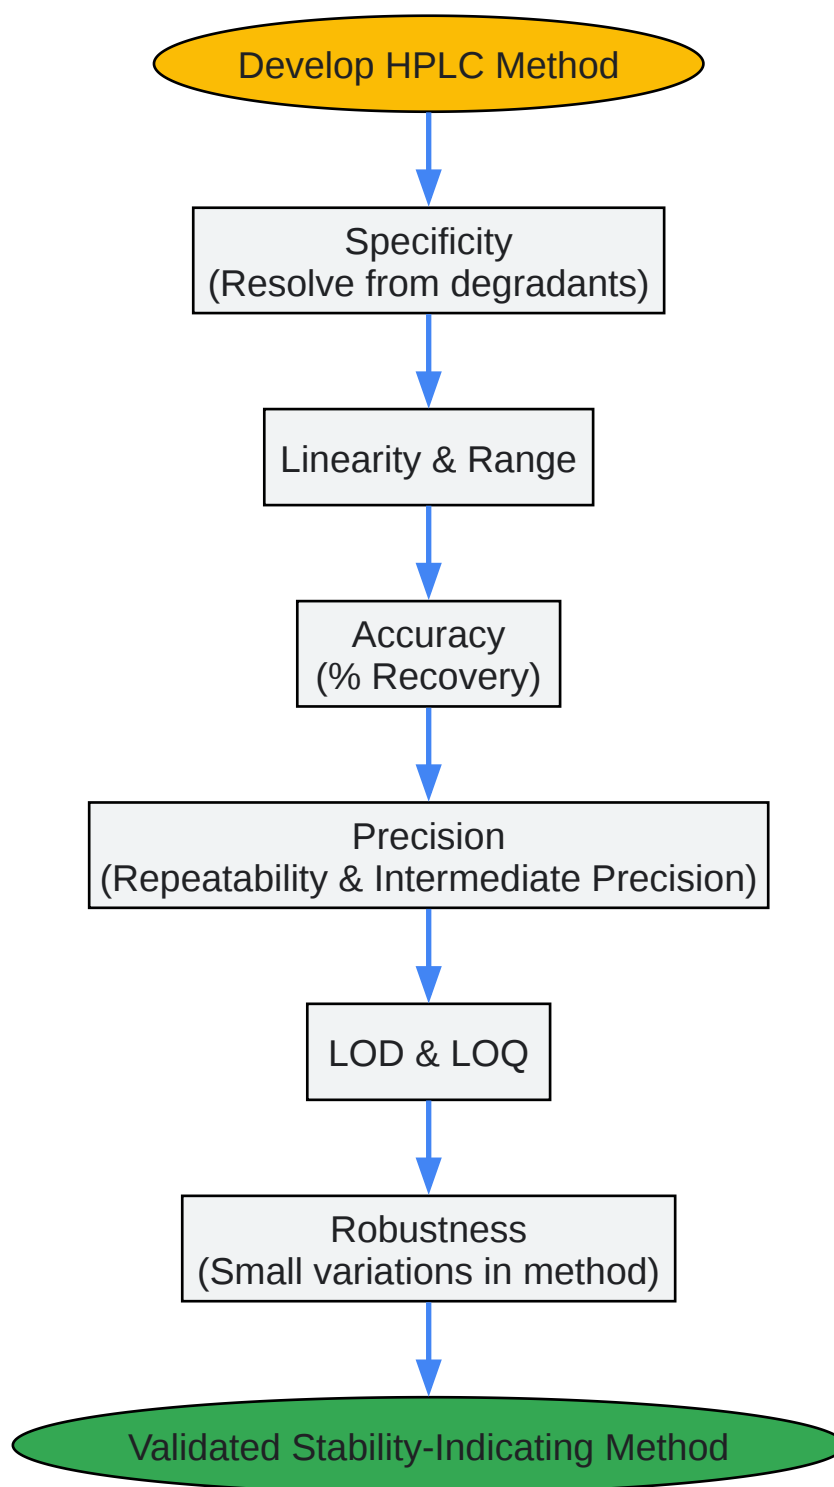 Develop HPLC Method
Specificity
(Resolve from degradants)
Linearity & Range
Accuracy
(% Recovery)
Precision
(Repeatability & Intermediate Precision)
LOD & LOQ
Robustness
(Small variations in method)
Validated Stability-Indicating Method